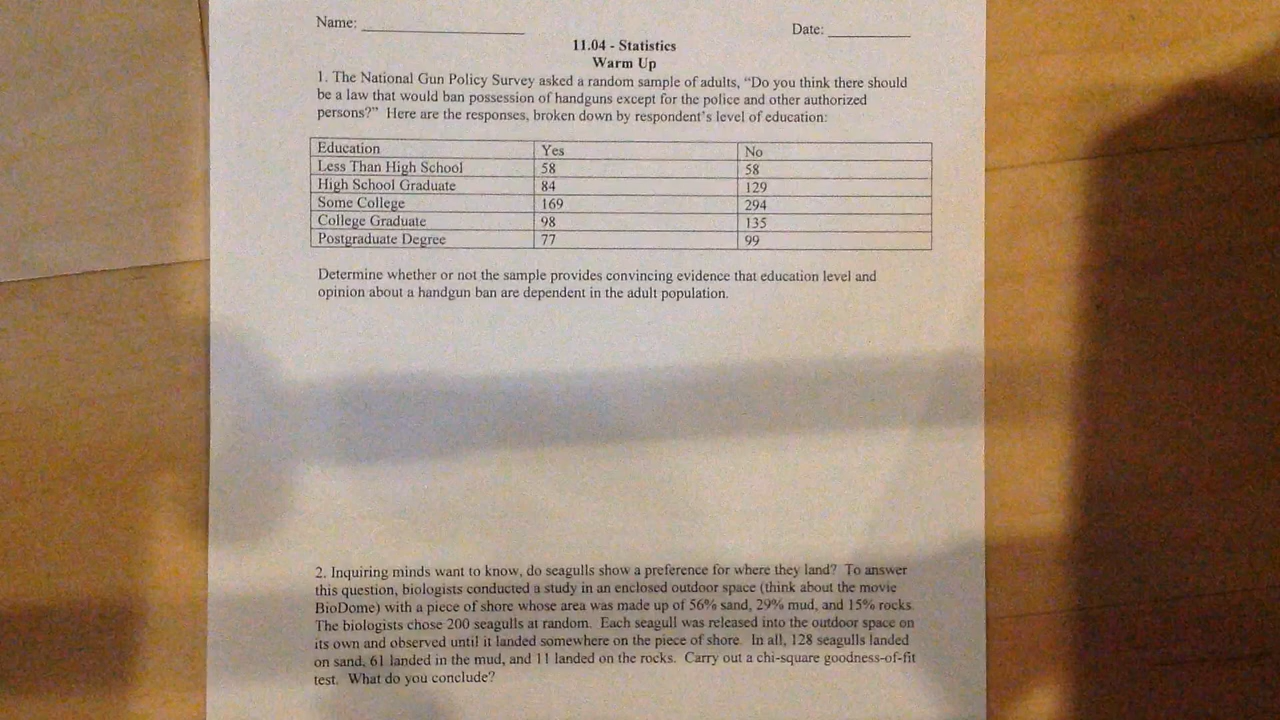 Name: ____________________ Date: __________
11.04 - Statistics
Warm Up
1. The National Gun Policy Survey asked a random sample of adults, “Do you think there should
be a law that would ban possession of handguns except for the police and other authorized
persons?” Here are the responses, broken down by respondent’s level of education:
Education Yes No
Less Than High School 58 58
High School Graduate 84 129
Some College 169 294
College Graduate 98 135
Postgraduate Degree 77 99
Determine whether or not the sample provides convincing evidence that education level and
opinion about a handgun ban are dependent in the adult population.
2. Inquiring minds want to know, do seagulls show a preference for where they land? To answer
this question, biologists conducted a study in an enclosed outdoor space (think about the movie
BioDome) with a piece of shore whose area was made up of 56% sand, 29% mud, and 15% rocks.
The biologists chose 200 seagulls at random. Each seagull was released into the outdoor space on
its own and observed until it landed somewhere on the piece of shore. In all, 128 seagulls landed
on sand, 61 landed in the mud, and 11 landed on the rocks. Carry out a chi-square goodness-of-fit
test. What do you conclude?